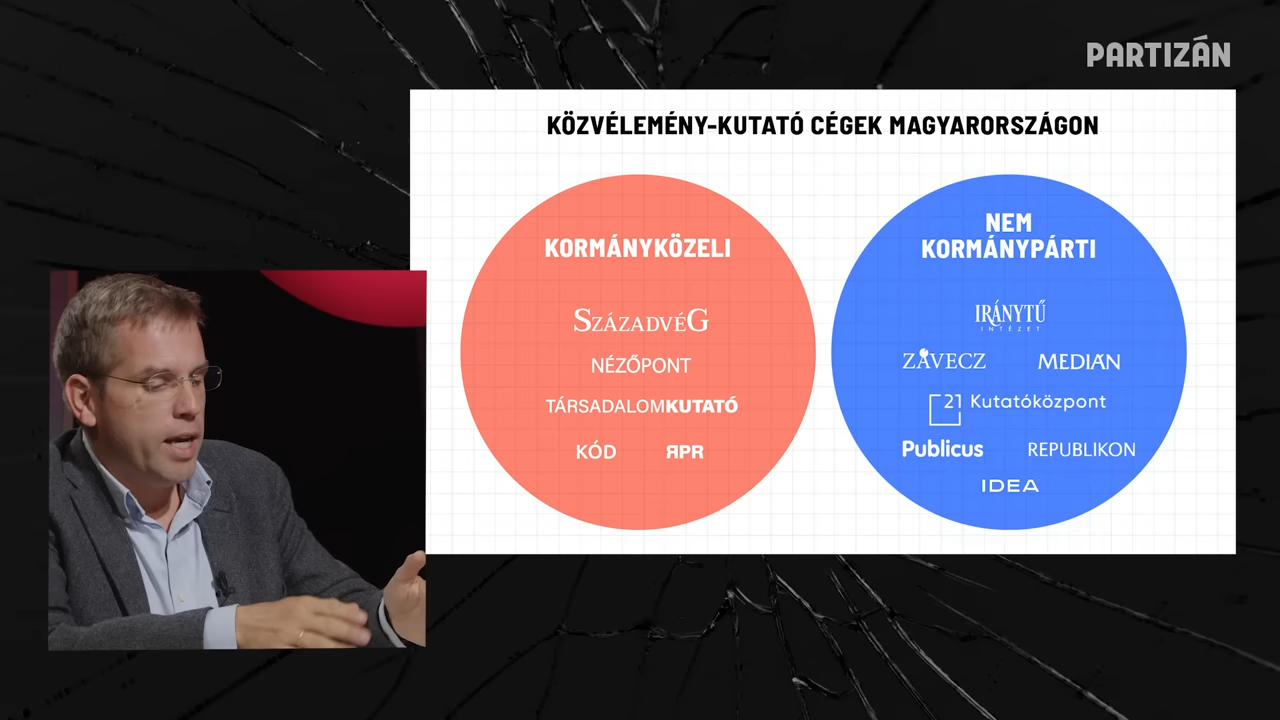 PARTIZÁN
KÖZVÉLEMÉNY-KUTATÓ CÉGEK MAGYARORSZÁGON
KORMÁNYKÖZELI
SZÁZADVÉG
NÉZŐPONT
TÁRSADALOMKUTATÓ
KÓD ЯPR
NEM
KORMÁNYPÁRTI
IRÁNYTŰ
INTÉZET
ZÁVECZ MEDIÁN
21 Kutatóközpont
Publicus REPUBLIKON
IDEA